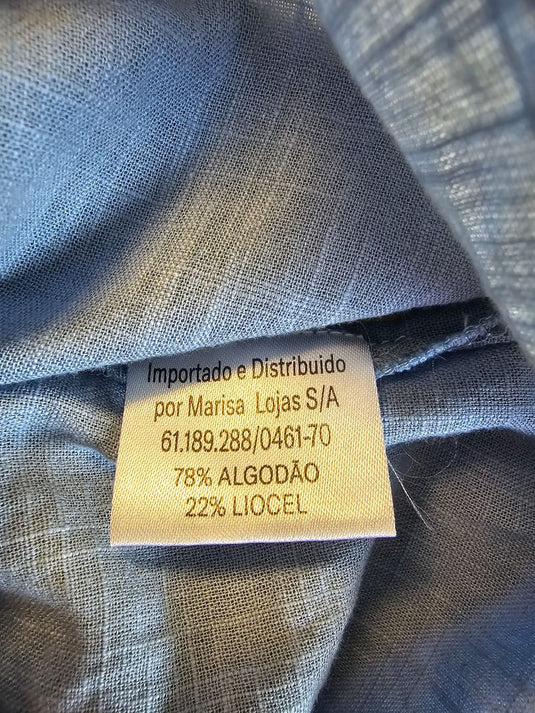 Importado e Distribuido
por Marisa Lojas S/A
61.189.288/0461-70
78% ALGODÃO
22% LIOCEL